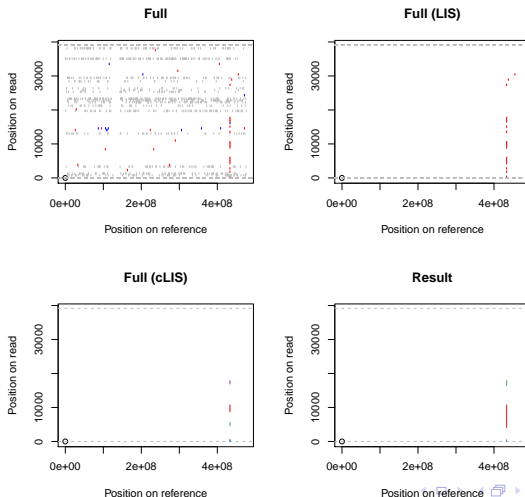 Full
Full (LIS)
Position on read
0 10000 30000
0e+00 2e+08 4e+08
Position on reference
Position on read
0 10000 30000
0e+00 2e+08 4e+08
Position on reference
Full (cLIS)
Result
Position on read
0 10000 30000
0e+00 2e+08 4e+08
Position on reference
Position on read
0 10000 30000
0e+00 2e+08 4e+08
Position on reference